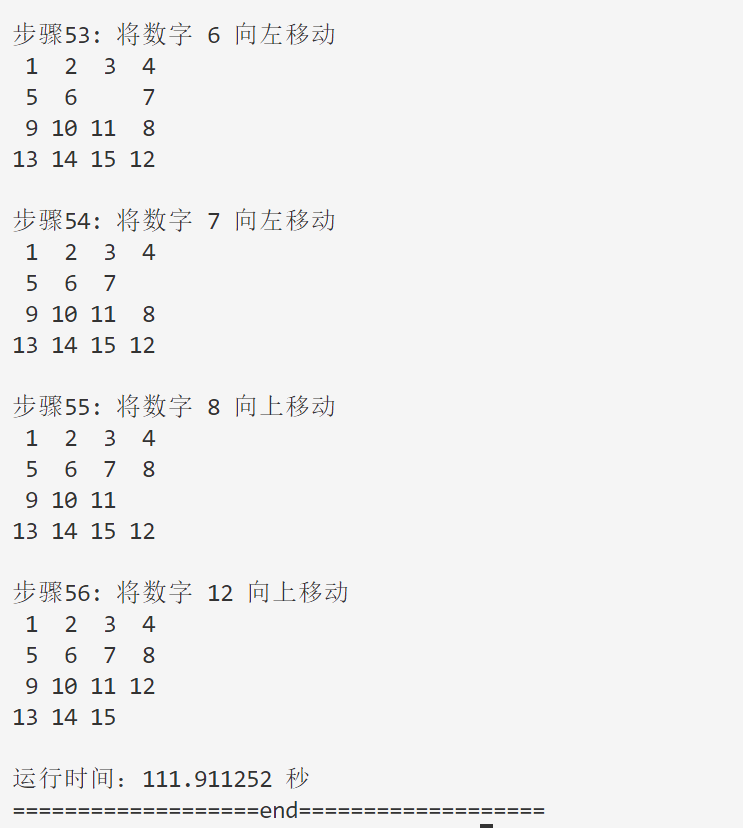 步骤53: 将数字 6 向左移动
 1  2  3  4
 5  6     7
 9 10 11  8
13 14 15 12

步骤54: 将数字 7 向左移动
 1  2  3  4
 5  6  7
 9 10 11  8
13 14 15 12

步骤55: 将数字 8 向上移动
 1  2  3  4
 5  6  7  8
 9 10 11
13 14 15 12

步骤56: 将数字 12 向上移动
 1  2  3  4
 5  6  7  8
 9 10 11 12
13 14 15

运行时间: 111.911252 秒
===================end===================